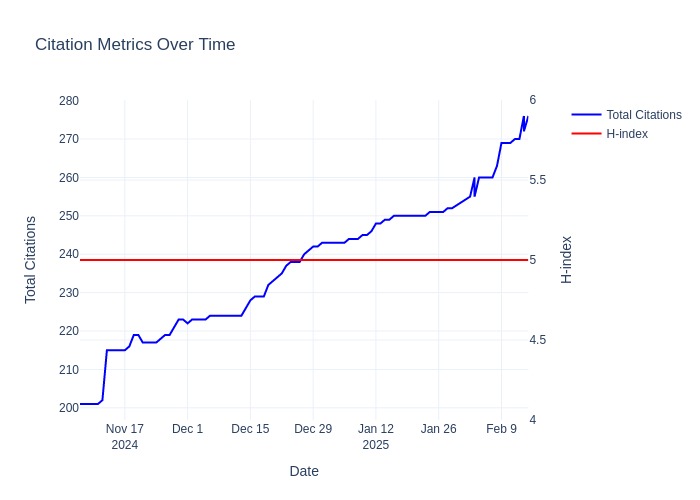 Citation Metrics Over Time
Total Citations
H-index
280
270
260
250
240
230
220
210
200
6
5.5
5
4.5
4
Nov 17
2024
Dec 1
Dec 15
Dec 29
Jan 12
2025
Jan 26
Feb 9
Date
Total Citations
H-index